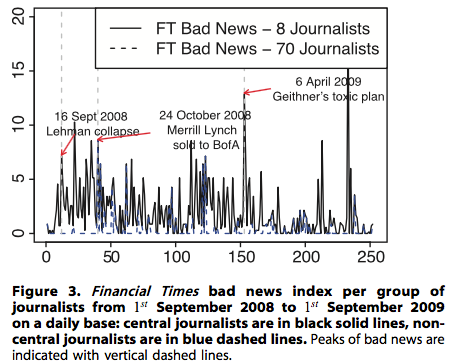 20
15
10
5
0
FT Bad News – 8 Journalists
FT Bad News – 70 Journalists
6 April 2009
Geithner's toxic plan
16 Sept 2008
Lehman collapse
24 October 2008
Merrill Lynch
sold to BofA
0 50 100 150 200 250
Figure 3. Financial Times bad news index per group of
journalists from 1st September 2008 to 1st September 2009
on a daily base: central journalists are in black solid lines, non-
central journalists are in blue dashed lines. Peaks of bad news are
indicated with vertical dashed lines.